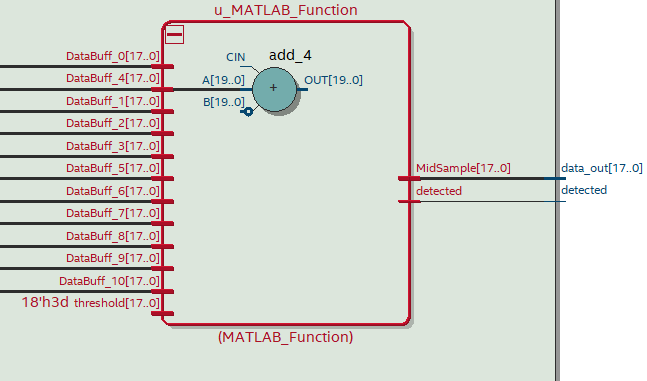 u_MATLAB_Function
DataBuff_0[17..0]
DataBuff_4[17..0]
DataBuff_1[17..0]
DataBuff_2[17..0]
DataBuff_3[17..0]
DataBuff_5[17..0]
DataBuff_6[17..0]
DataBuff_7[17..0]
DataBuff_8[17..0]
DataBuff_9[17..0]
DataBuff_10[17..0]
18'h3d threshold[17..0]
add_4
CIN
A[19..0]
B[19..0]
+
OUT[19..0]
MidSample[17..0]
detected
data_out[17..0]
detected
(MATLAB_Function)